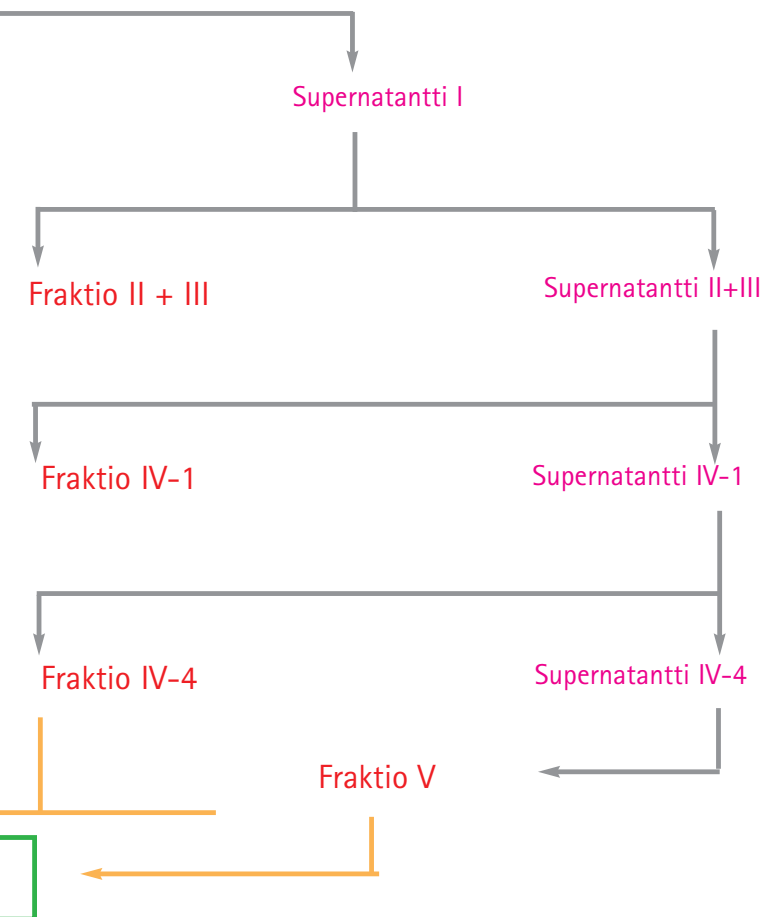 Supernatantti I
Fraktio II + III
Supernatantti II+III
Fraktio IV-1
Supernatantti IV-1
Fraktio IV-4
Supernatantti IV-4
Fraktio V